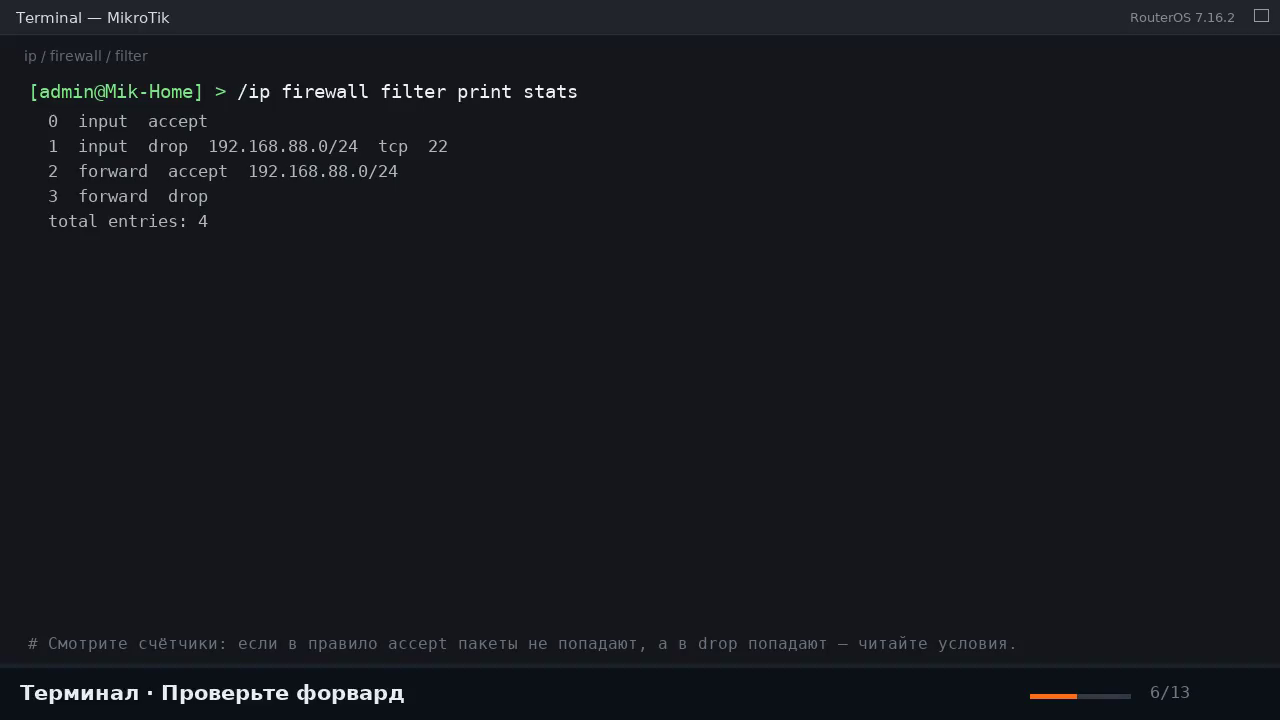 Terminal — MikroTik
RouterOS 7.16.2
ip / firewall / filter
[admin@Mik-Home] > /ip firewall filter print stats
0  input  accept
1  input  drop  192.168.88.0/24  tcp  22
2  forward  accept  192.168.88.0/24
3  forward  drop
total entries: 4
# Смотрите счётчики: если в правило accept пакеты не попадают, а в drop попадают — читайте условия.
Терминал · Проверьте форвард
6/13